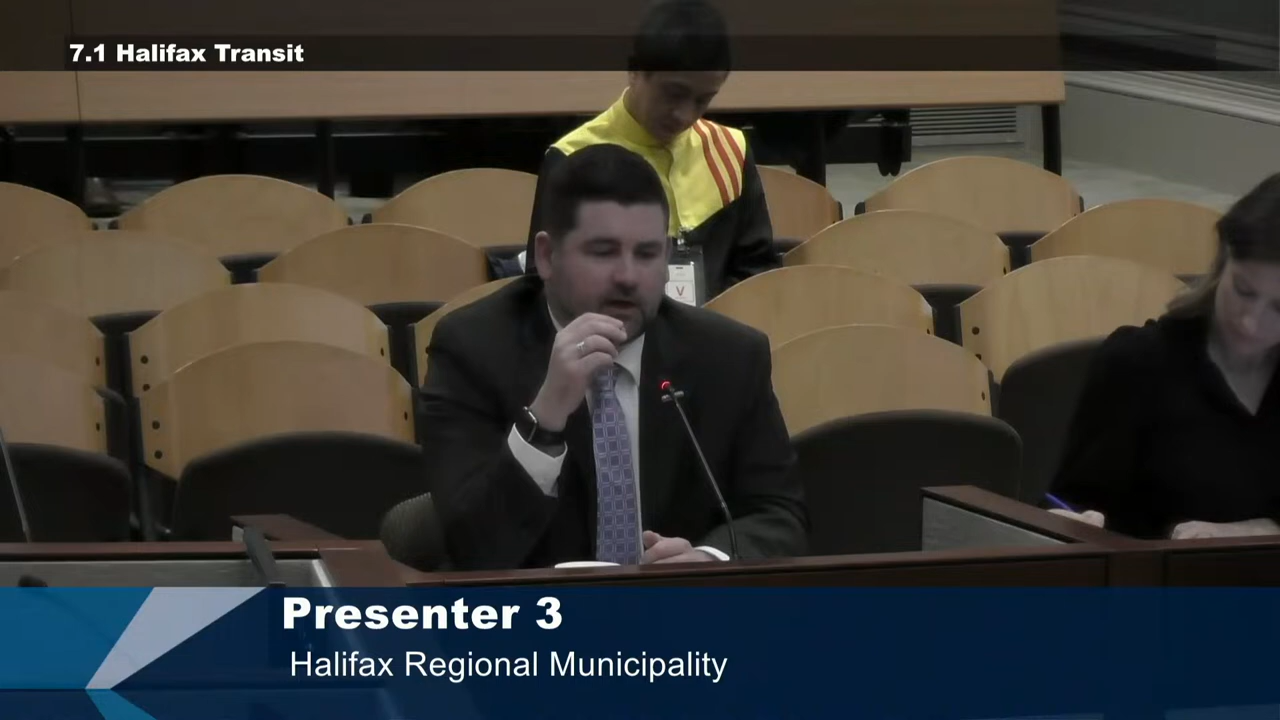 7.1 Halifax Transit
V
Presenter 3
Halifax Regional Municipality